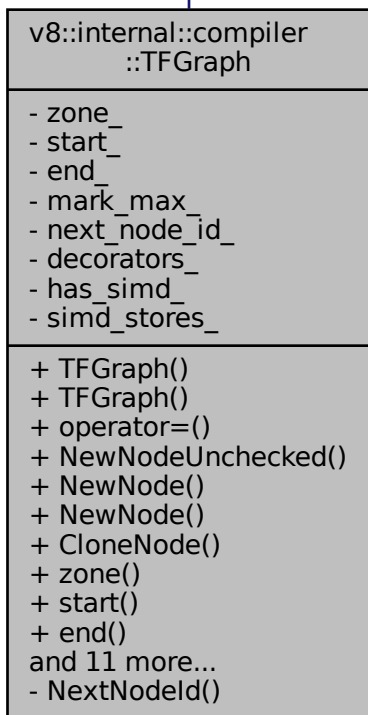 v8::internal::compiler
::TFGraph
- zone_
- start_
- end_
- mark_max_
- next_node_id_
- decorators_
- has_simd_
- simd_stores_
+ TFGraph()
+ TFGraph()
+ operator=()
+ NewNodeUnchecked()
+ NewNode()
+ NewNode()
+ CloneNode()
+ zone()
+ start()
+ end()
and 11 more...
- NextNodeId()